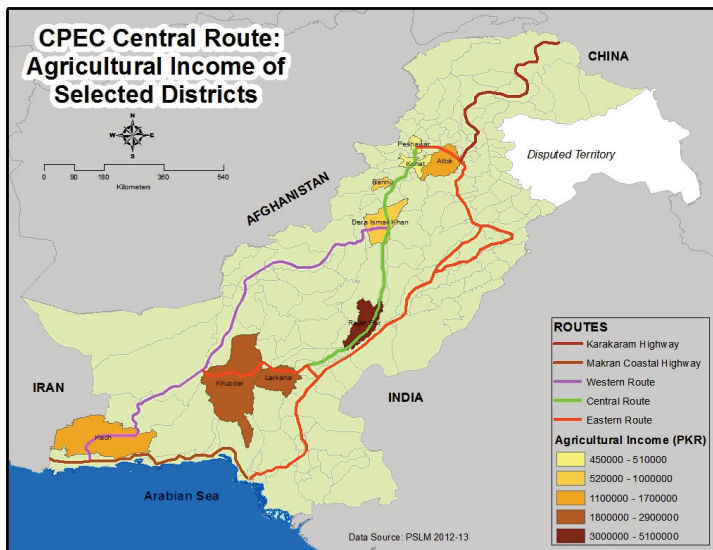 CPEC Central Route:
Agricultural Income of
Selected Districts
CHINA
N
W E
S
0 90 180 360 540
Kilometers
Disputed Territory
AFGHANISTAN
Peshawar
Kohat
Attok
Bannu
Dera Ismail Khan
Rajan Pur
Khuzdar
Larkana
IRAN
INDIA
Kech
Arabian Sea
ROUTES
Karakaram Highway
Makran Coastal Highway
Western Route
Central Route
Eastern Route
Agricultural Income (PKR)
450000 - 510000
520000 - 1000000
1100000 - 1700000
1800000 - 2900000
3000000 - 5100000
Data Source: PSLM 2012-13